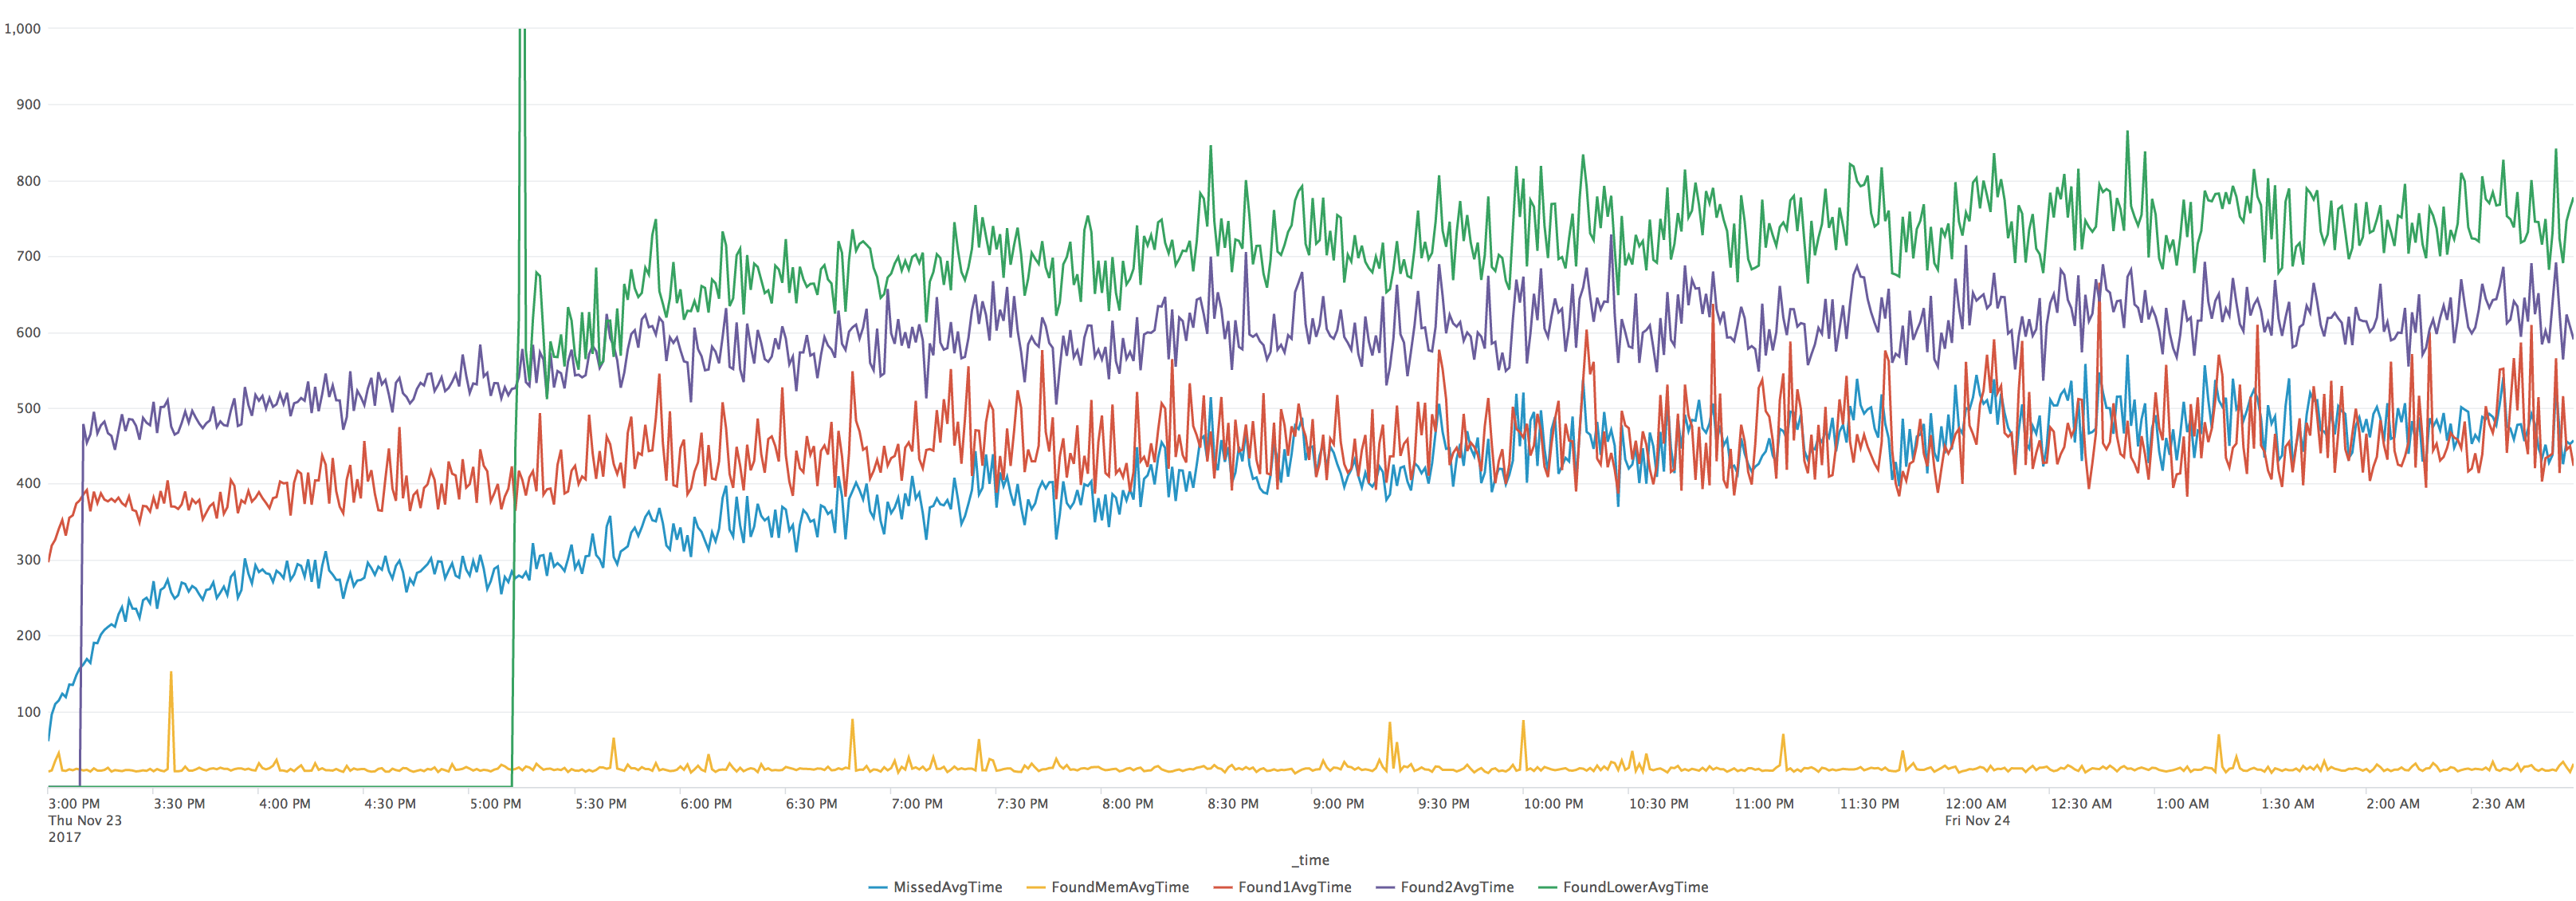 1,000
900
800
700
600
500
400
300
200
100
3:00 PM 3:30 PM 4:00 PM 4:30 PM 5:00 PM 5:30 PM 6:00 PM 6:30 PM 7:00 PM 7:30 PM 8:00 PM 8:30 PM 9:00 PM 9:30 PM 10:00 PM 10:30 PM 11:00 PM 11:30 PM 12:00 AM 12:30 AM 1:00 AM 1:30 AM 2:00 AM 2:30 AM
Thu Nov 23 Fri Nov 24
2017
_time
MissedAvgTime FoundMemAvgTime Found1AvgTime Found2AvgTime FoundLowerAvgTime